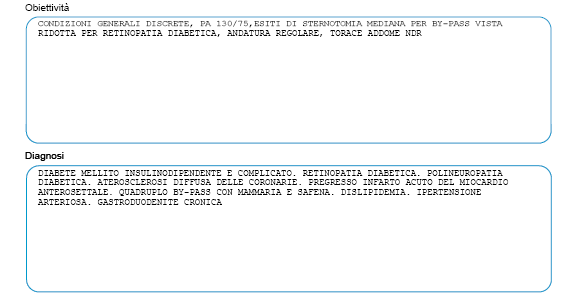 Obiettività
CONDIZIONI GENERALI DISCRETE, PA 130/75,ESITI DI STERNOTOMIA MEDIANA PER BY-PASS VISTA
RIDOTTA PER RETINOPATIA DIABETICA, ANDATURA REGOLARE, TORACE ADDOME NDR
Diagnosi
DIABETE MELLITO INSULINODIPENDENTE E COMPLICATO. RETINOPATIA DIABETICA. POLINEUROPATIA
DIABETICA. ATEROSCLEROSI DIFFUSA DELLE CORONARIE. PREGRESSO INFARTO ACUTO DEL MIOCARDIO
ANTEROSETTALE. QUADRUPLO BY-PASS CON MAMMARIA E SAFENA. DISLIPIDEMIA. IPERTENSIONE
ARTERIOSA. GASTRODUODENITE CRONICA